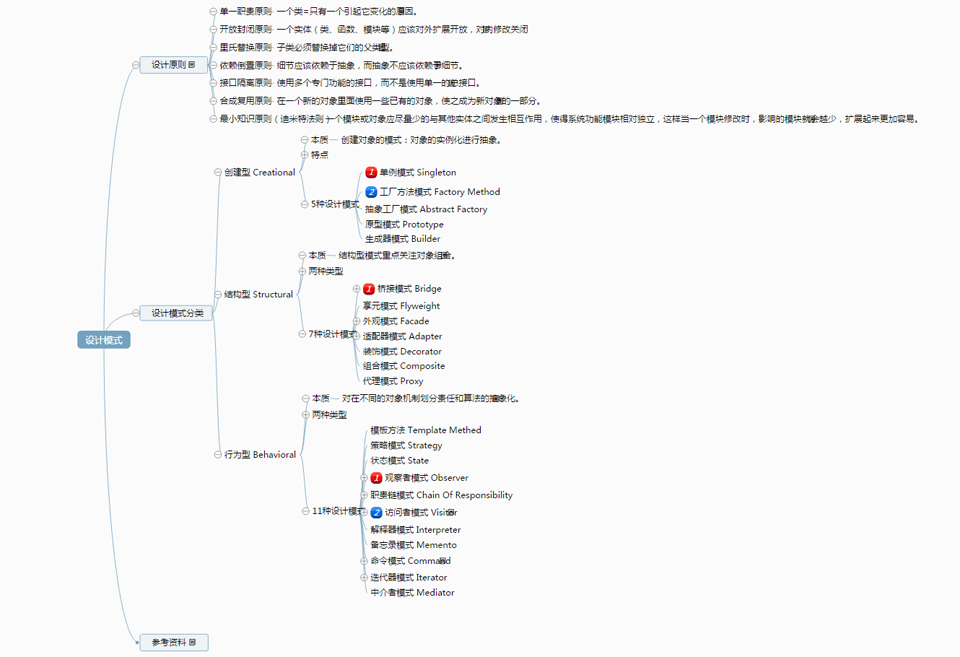 单一职责原则 一个类=只有一个引起它变化的原因。
开放封闭原则 一个实体（类、函数、模块等）应该对外扩展开放，对内修改关闭
里氏替换原则 子类必须替换掉它们的父类型。
设计原则
依赖倒置原则 细节应该依赖于抽象，而抽象不应该依赖于细节。
接口隔离原则 使用多个专门功能的接口，而不是使用单一的总接口。
合成复用原则 在一个新的对象里面使用一些已有的对象，使之成为新对象的一部分。
最小知识原则（迪米特法则） 一个模块或对象应尽量少的与其他实体之间发生相互作用，使得系统功能模块相对独立，这样当一个模块修改时，影响的模块就会越少，扩展起来更加容易。
本质 创建对象的模式：对象的实例化进行抽象。
特点
创建型 Creational
1 单例模式 Singleton
2 工厂方法模式 Factory Method
5种设计模式
抽象工厂模式 Abstract Factory
原型模式 Prototype
生成器模式 Builder
本质 结构型模式重点关注对象组合。
两种类型
结构型 Structural
1 桥接模式 Bridge
享元模式 Flyweight
设计模式分类
外观模式 Facade
7种设计模式
适配器模式 Adapter
设计模式
装饰模式 Decorator
组合模式 Composite
代理模式 Proxy
本质 对在不同的对象机制划分责任和算法的抽象化。
两种类型
模板方法 Template Methed
策略模式 Strategy
行为型 Behavioral
状态模式 State
1 观察者模式 Observer
职责链模式 Chain Of Responsibility
11种设计模式
2 访问者模式 Visitor
解释器模式 Interpreter
备忘录模式 Memento
命令模式 Command
迭代器模式 Iterator
中介者模式 Mediator
参考资料